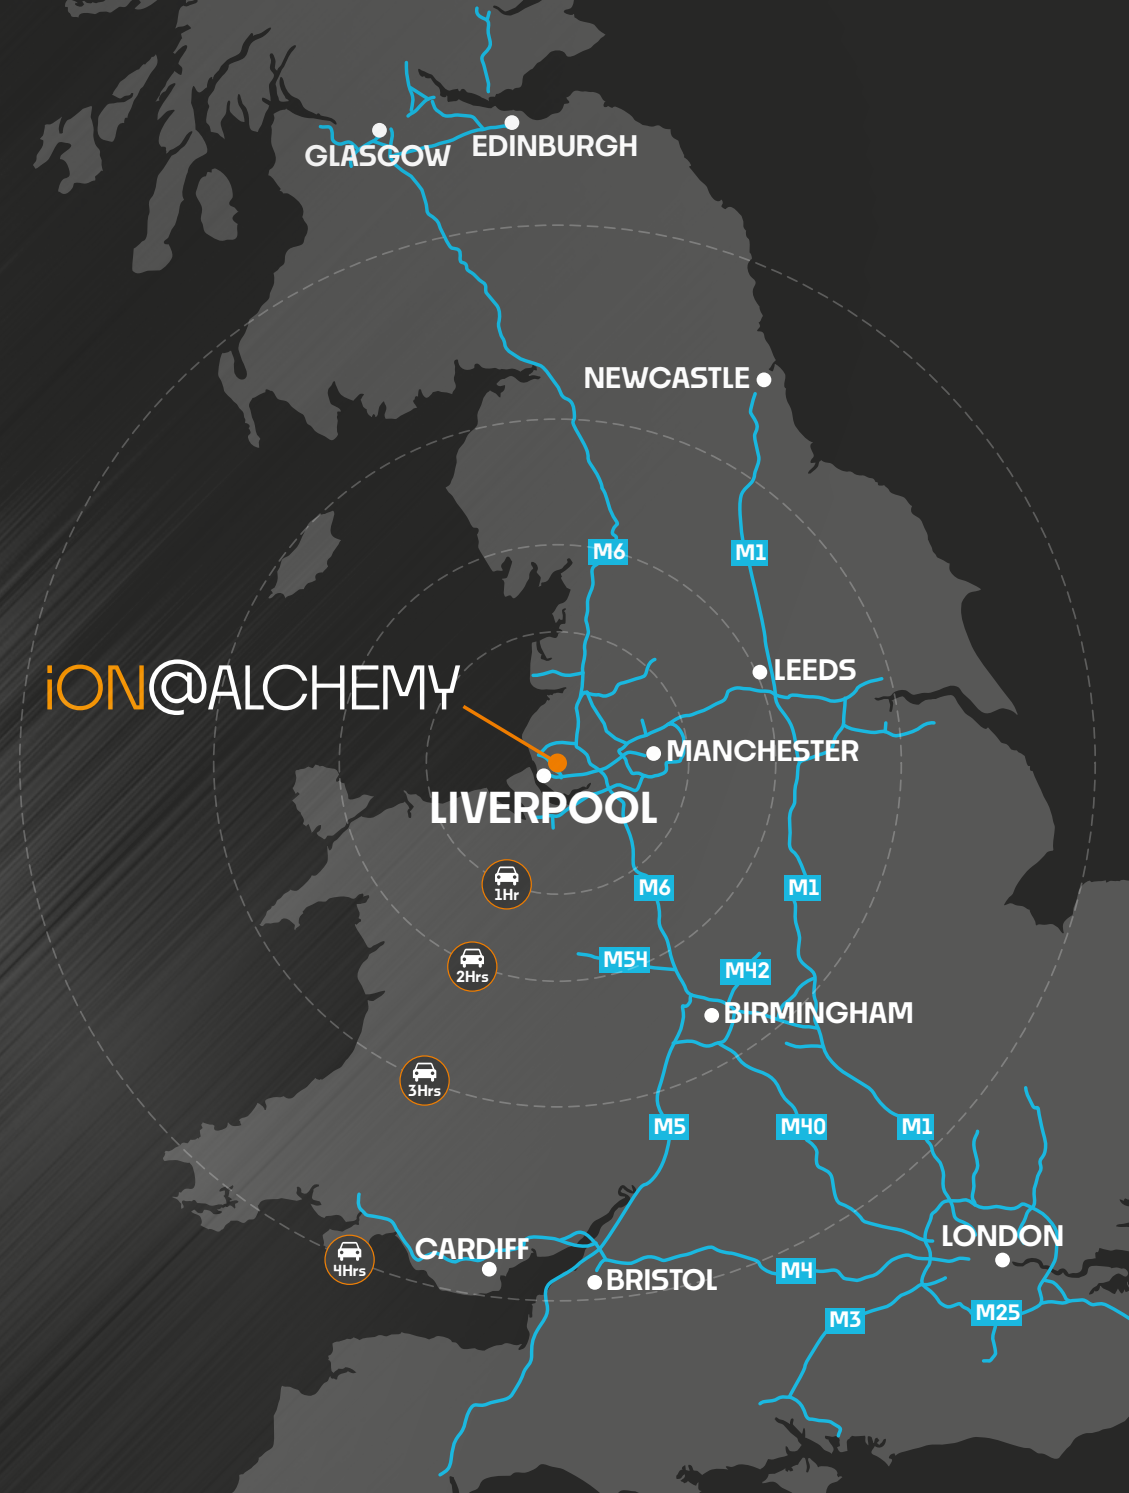 GLASGOW
EDINBURGH
NEWCASTLE
M6
M1
LEEDS
iON@ALCHEMY
MANCHESTER
LIVERPOOL
1Hr
M6
M1
2Hrs
M54
M42
BIRMINGHAM
3Hrs
M5
M40
M1
4Hrs
CARDIFF
LONDON
M4
BRISTOL
M3
M25